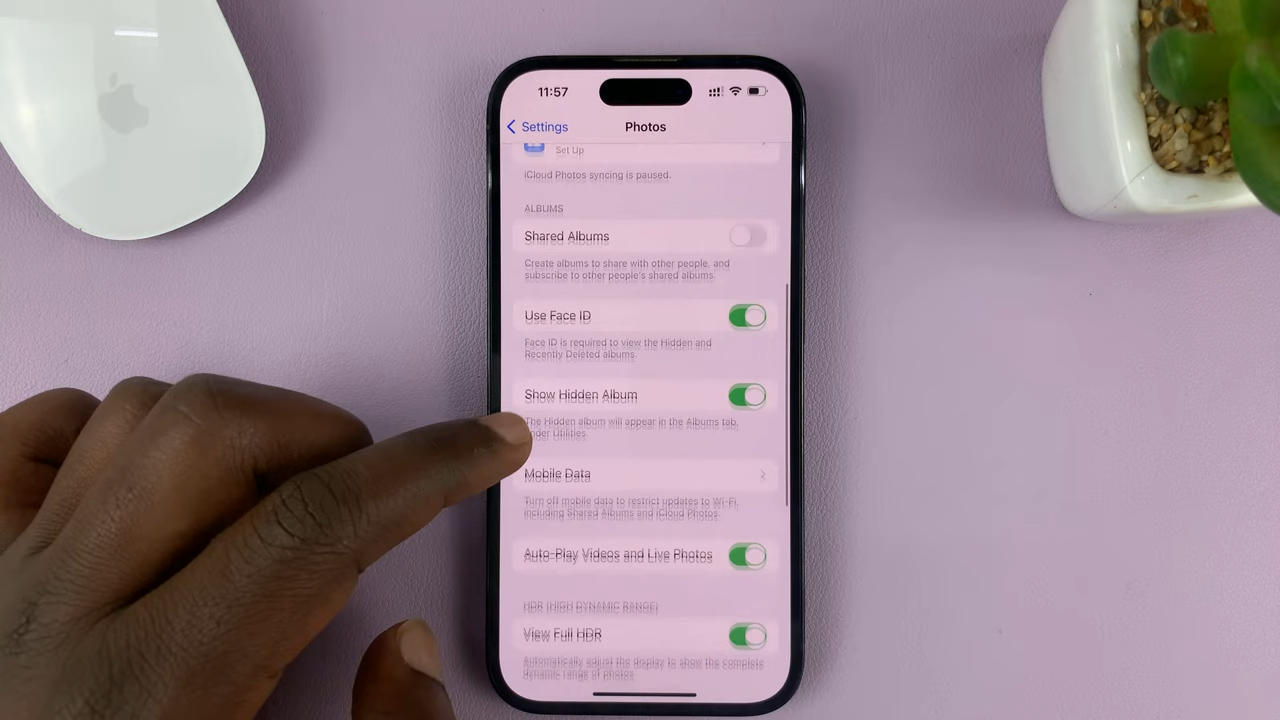 11:57
Settings
Photos
Set Up
iCloud Photos syncing is paused.
ALBUMS
Shared Albums
Create albums to share with other people, and
subscribe to other people's shared albums.
Use Face ID
Face ID is required to view the Hidden and
Recently Deleted albums.
Show Hidden Album
The Hidden album will appear in the Albums tab,
under Utilities.
Mobile Data
Turn off mobile data to restrict updates to Wi-Fi,
including Shared Albums and iCloud Photos.
Auto-Play Videos and Live Photos
HDR (HIGH DYNAMIC RANGE)
View Full HDR
Automatically adjust the display to show the complete
dynamic range of photos.